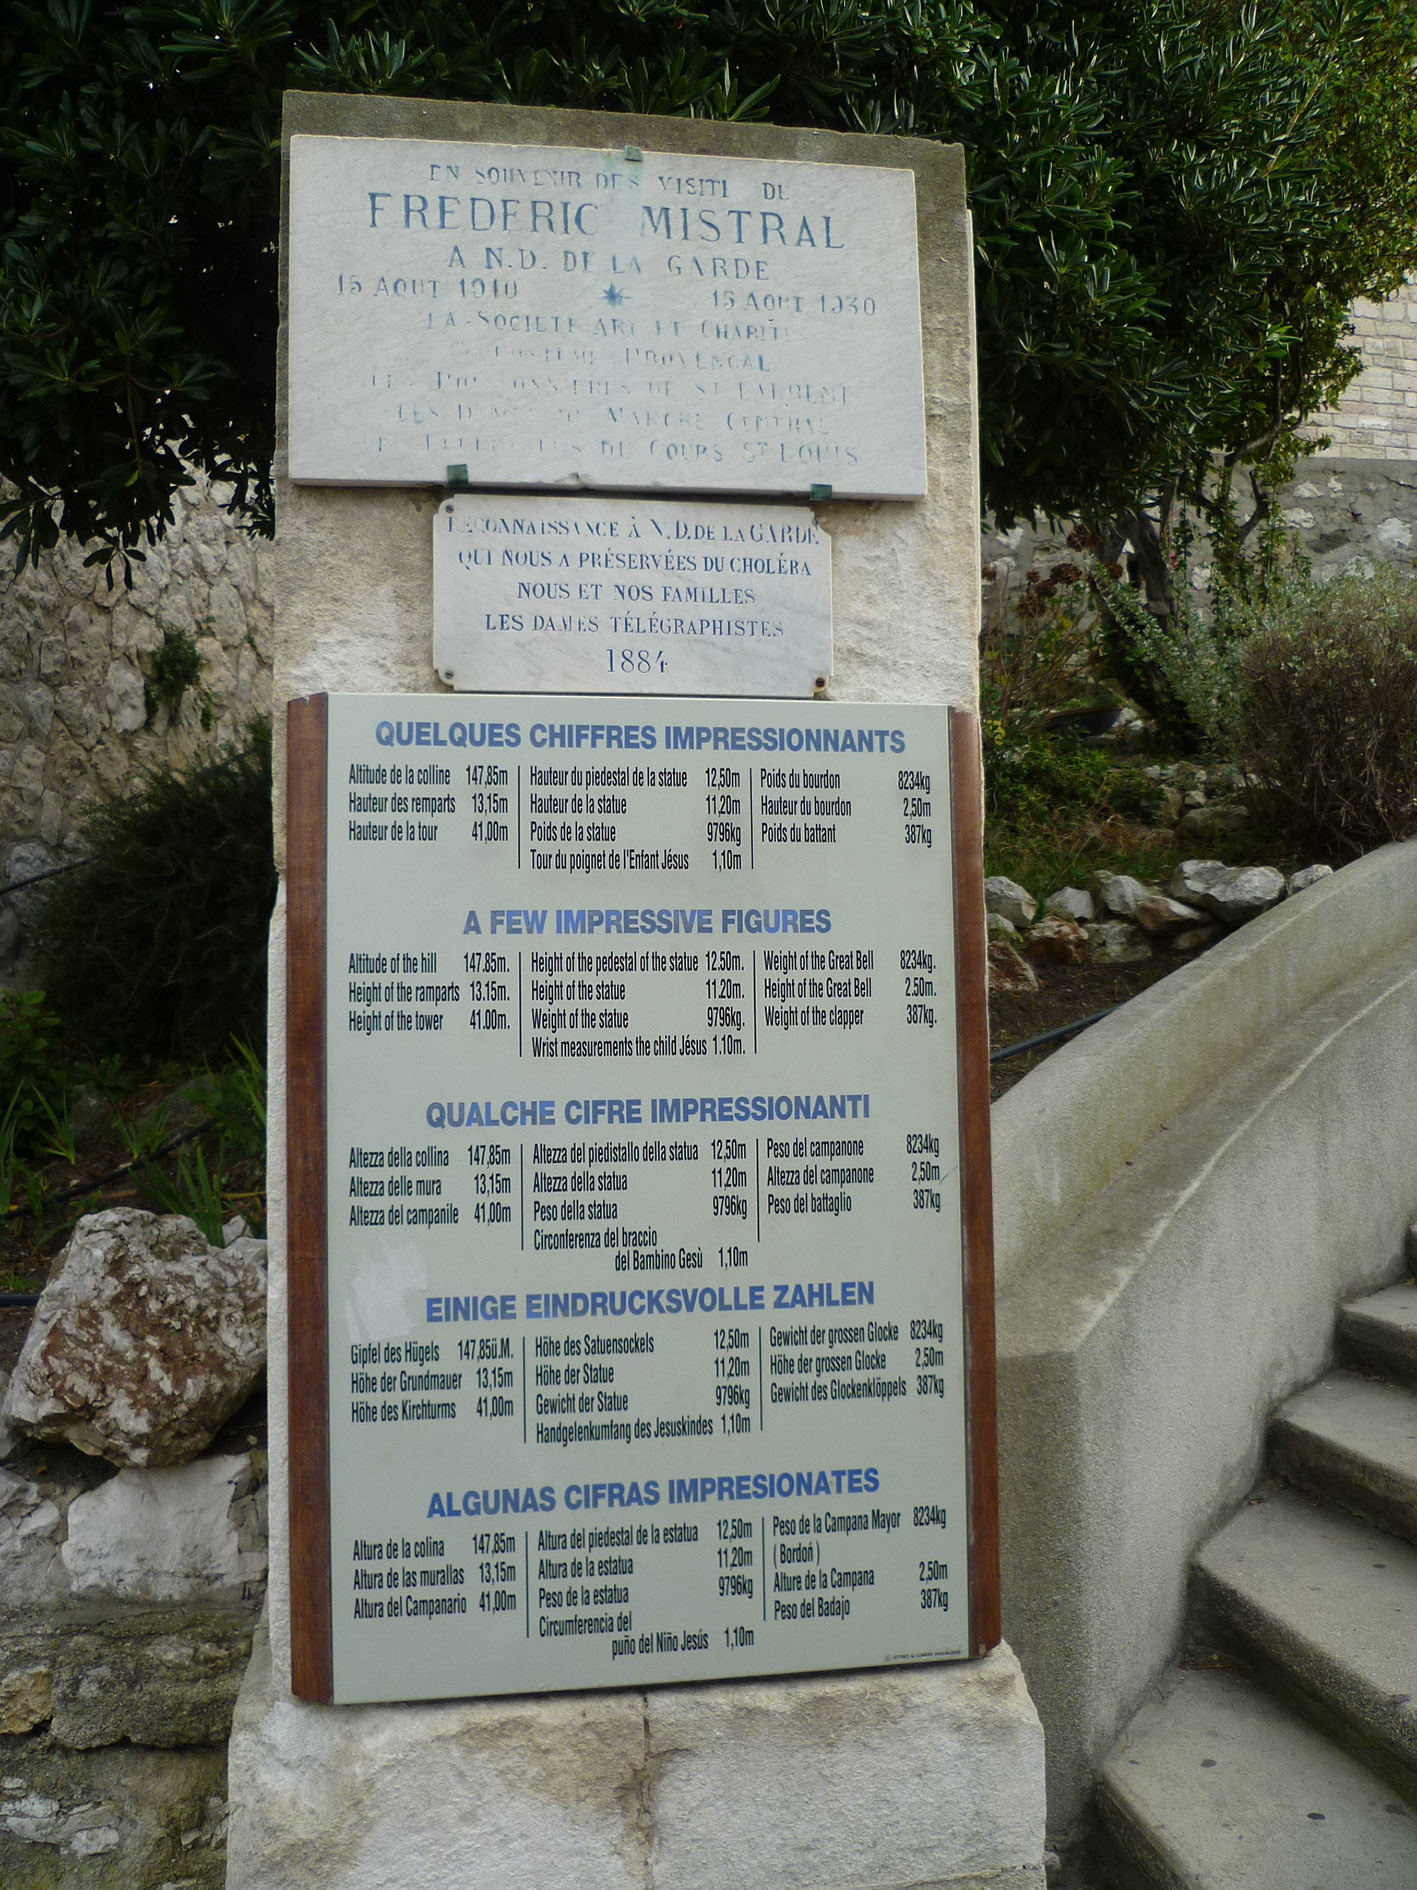 EN SOUVENIR DES VISITE DE
FREDERIC MISTRAL
A N.D. DE LA GARDE
15 AOUT 1910 15 AOUT 1930
LA SOCIETE ART ET CHARITE
COSTUME PROVENCAL
LES POISSONNIERES DE ST LAURENT
LES DAMES DU MARCHE CENTRAL
LES FLEURISTES DU COURS ST LOUIS
RECONNAISSANCE À N.D. DE LA GARDE
QUI NOUS A PRÉSERVÉES DU CHOLÉRA
NOUS ET NOS FAMILLES
LES DAMES TÉLÉGRAPHISTES
1884
QUELQUES CHIFFRES IMPRESSIONNANTS
Altitude de la colline 147,85m
Hauteur des remparts 13,15m
Hauteur de la tour 41,00m
Hauteur du piedestal de la statue 12,50m
Hauteur de la statue 11,20m
Poids de la statue 9796kg
Tour du poignet de l'Enfant Jésus 1,10m
Poids du bourdon 8234kg
Hauteur du bourdon 2,50m
Poids du battant 387kg
A FEW IMPRESSIVE FIGURES
Altitude of the hill 147.85m.
Height of the ramparts 13.15m.
Height of the tower 41.00m.
Height of the pedestal of the statue 12.50m.
Height of the statue 11.20m.
Weight of the statue 9796kg.
Wrist measurements the child Jésus 1.10m.
Weight of the Great Bell 8234kg.
Height of the Great Bell 2.50m.
Weight of the clapper 387kg.
QUALCHE CIFRE IMPRESSIONANTI
Altezza della collina 147,85m
Altezza delle mura 13,15m
Altezza del campanile 41,00m
Altezza del piedistallo della statua 12,50m
Altezza della statua 11,20m
Peso della statua 9796kg
Circonferenza del braccio
del Bambino Gesù 1,10m
Peso del campanone 8234kg
Altezza del campanone 2,50m
Peso del battaglio 387kg
EINIGE EINDRUCKSVOLLE ZAHLEN
Gipfel des Hügels 147,85ü.M.
Höhe der Grundmauer 13,15m
Höhe des Kirchturms 41,00m
Höhe des Satuensockels 12,50m
Höhe der Statue 11,20m
Gewicht der Statue 9796kg
Handgelenkumfang des Jesuskindes 1,10m
Gewicht der grossen Glocke 8234kg
Höhe der grossen Glocke 2,50m
Gewicht des Glockenklöppels 387kg
ALGUNAS CIFRAS IMPRESIONATES
Altura de la colina 147,85m
Altura de las murallas 13,15m
Altura del Campanario 41,00m
Altura del piedestal de la estatua 12,50m
Altura de la estatua 11,20m
Peso de la estatua 9796kg
Circumferencia del
puño del Niño Jesús 1,10m
Peso de la Campana Mayor 8234kg
( Bordoń )
Alture de la Campana 2,50m
Peso del Badajo 387kg